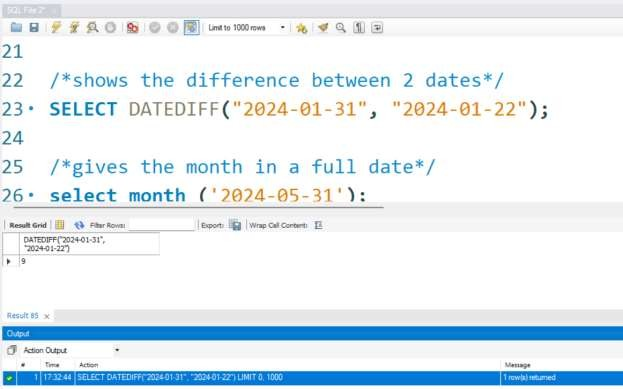 SQL File 2*
Limit to 1000 rows
21
22 /*shows the difference between 2 dates*/
23 SELECT DATEDIFF("2024-01-31", "2024-01-22");
24
25 /*gives the month in a full date*/
26 select month ('2024-05-31');
Result Grid Filter Rows: Export: Wrap Cell Content:
DATEDIFF("2024-01-31",
"2024-01-22")
9
Result 85
Output
Action Output
# Time Action Message
1 17:32:44 SELECT DATEDIFF("2024-01-31", "2024-01-22") LIMIT 0, 1000 1 row(s) returned